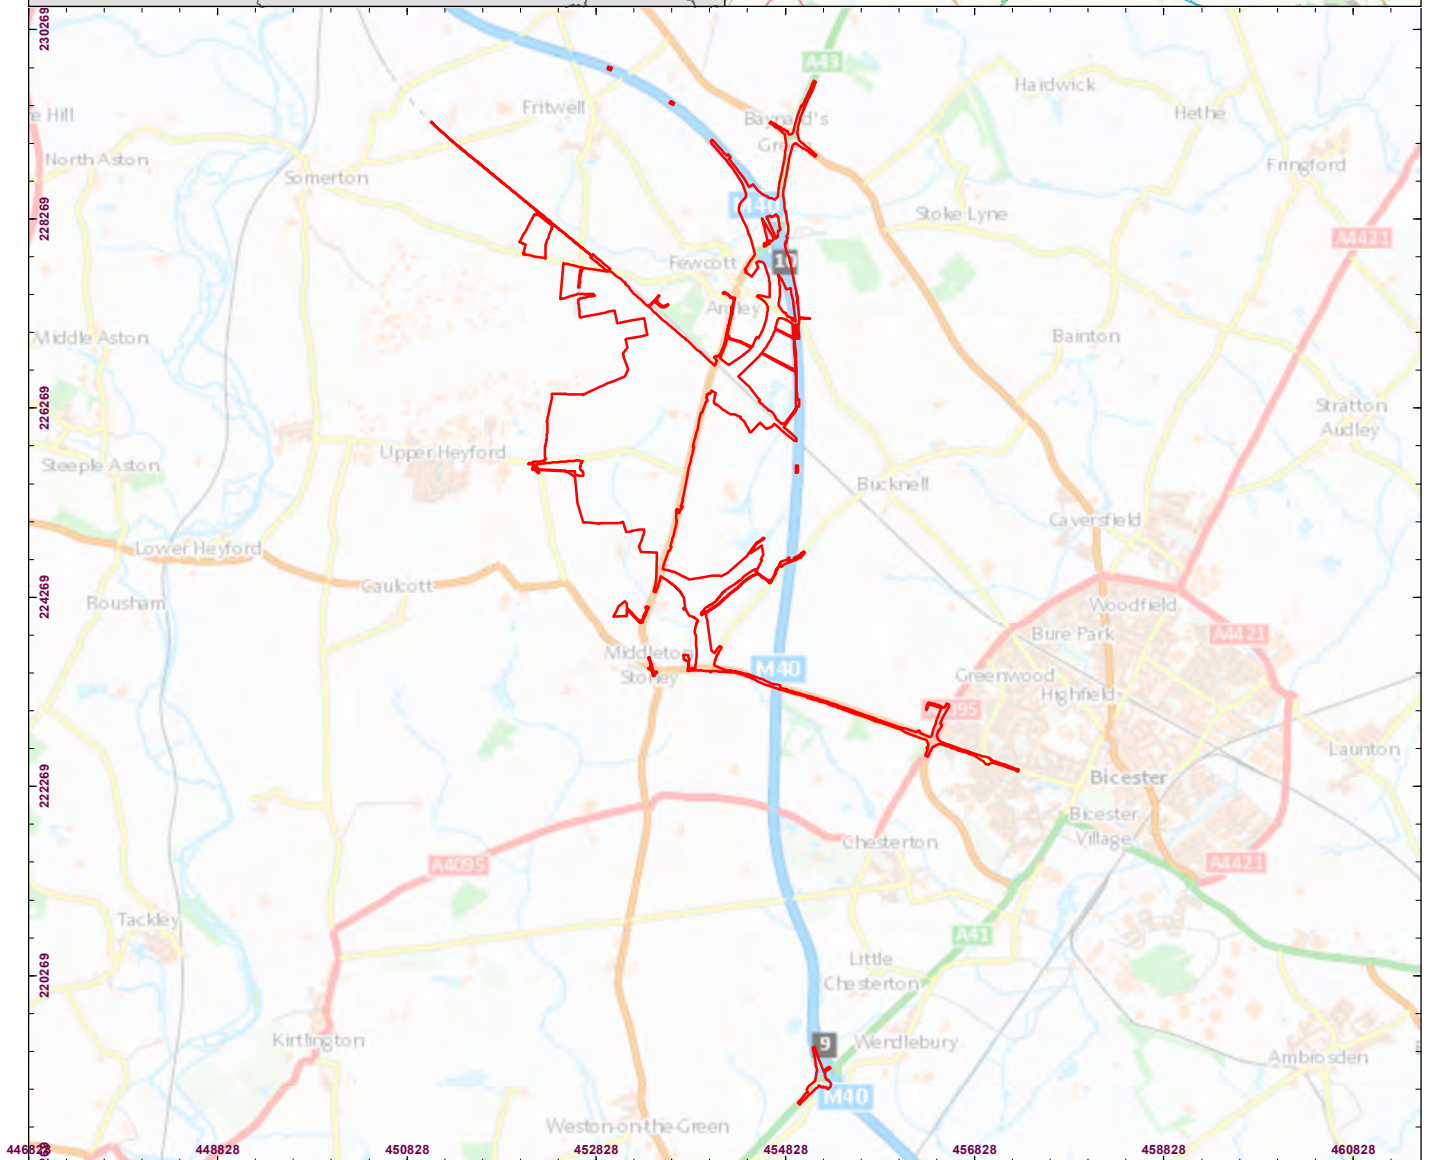 230269
A43
Hardwick
Fritwell
Hethe
e Hill
North Aston
Fringford
Somerton
M40
228269
Stoke Lyne
A4421
Fewcott
Ardley
Middle Aston
Bainton
226269
Stratton
Audley
Upper Heyford
Steeple Aston
Bucknell
Caversfield
Lower Heyford
Caulcott
224269
Rousham
Woodfield
Bure Park
A4421
Middleton
Stoney
M40
Greenwood
Highfield
Launton
222269
Bicester
Bicester
Village
Chesterton
A4095
A4421
Tackley
A41
Little
Chesterton
220269
Kirtlington
9
Wendlebury
Ambrosden
M40
Weston-on-the-Green
448828
450828
452828
454828
456828
458828
460828